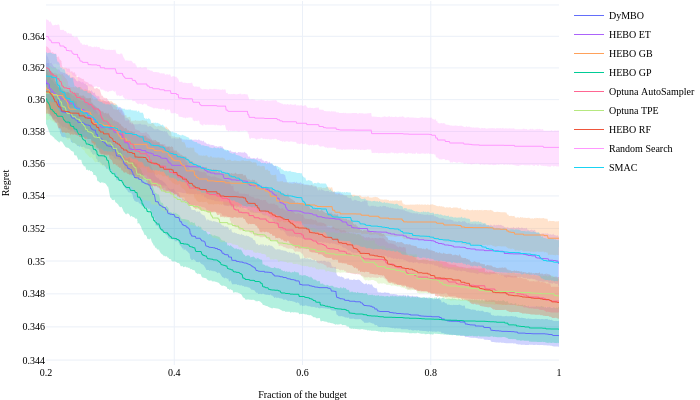 0.364
0.362
0.36
0.358
0.356
0.354
0.352
0.35
0.348
0.346
0.344
Regret
0.2
0.4
0.6
0.8
1
Fraction of the budget
DyMBO
HEBO ET
HEBO GB
HEBO GP
Optuna AutoSampler
Optuna TPE
HEBO RF
Random Search
SMAC